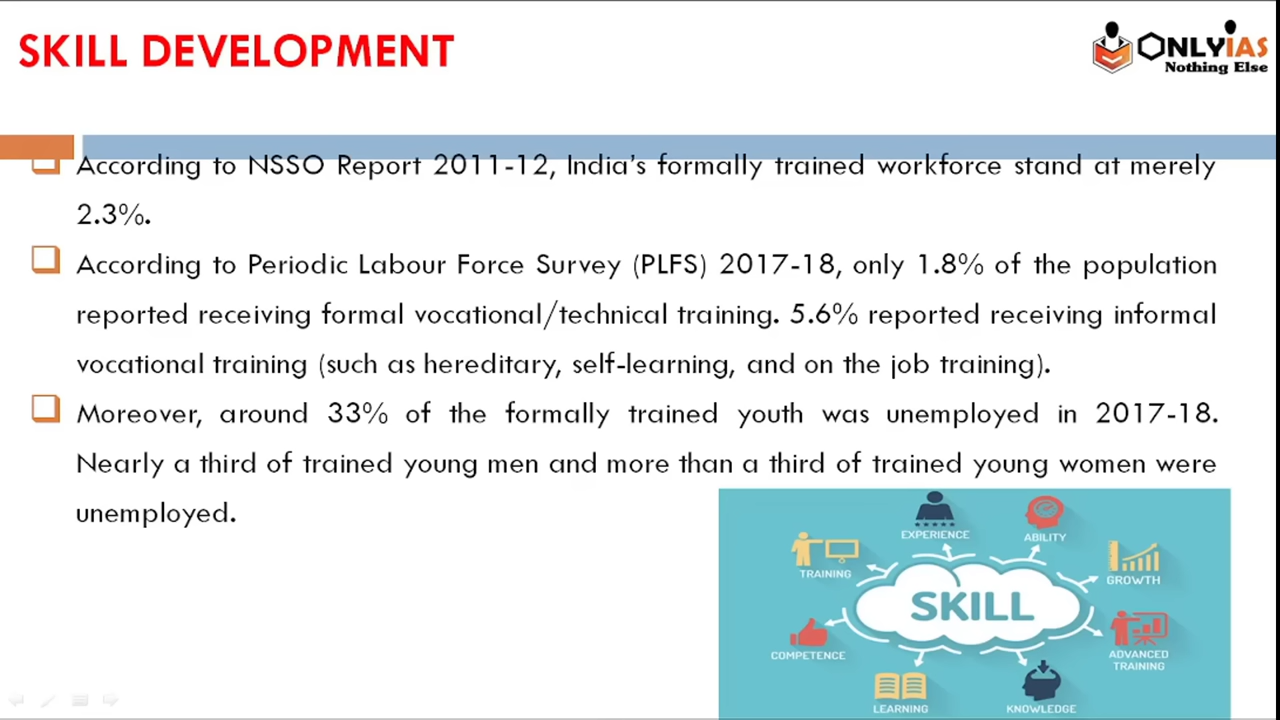 SKILL DEVELOPMENT
ONLYIAS
Nothing Else
According to NSSO Report 2011-12, India's formally trained workforce stand at merely
2.3%.
According to Periodic Labour Force Survey (PLFS) 2017-18, only 1.8% of the population
reported receiving formal vocational/technical training. 5.6% reported receiving informal
vocational training (such as hereditary, self-learning, and on the job training).
Moreover, around 33% of the formally trained youth was unemployed in 2017-18.
Nearly a third of trained young men and more than a third of trained young women were
unemployed.
EXPERIENCE
ABILITY
TRAINING
GROWTH
SKILL
COMPETENCE
ADVANCED
TRAINING
LEARNING
KNOWLEDGE